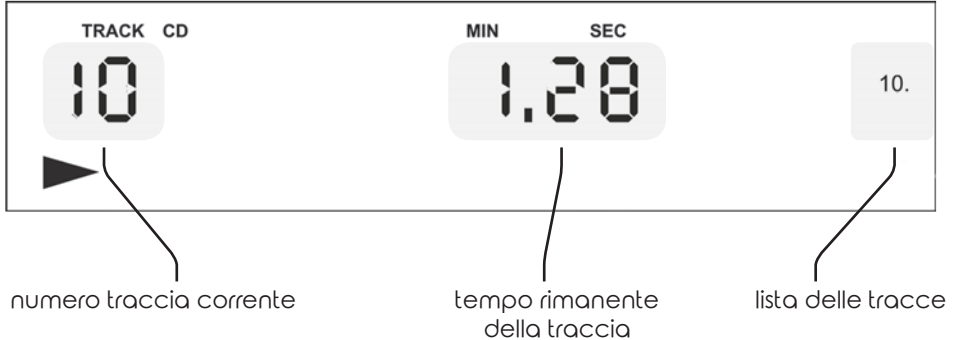 TRACK CD MIN SEC
10 1.28 10.
numero traccia corrente
tempo rimanente
della traccia
lista delle tracce